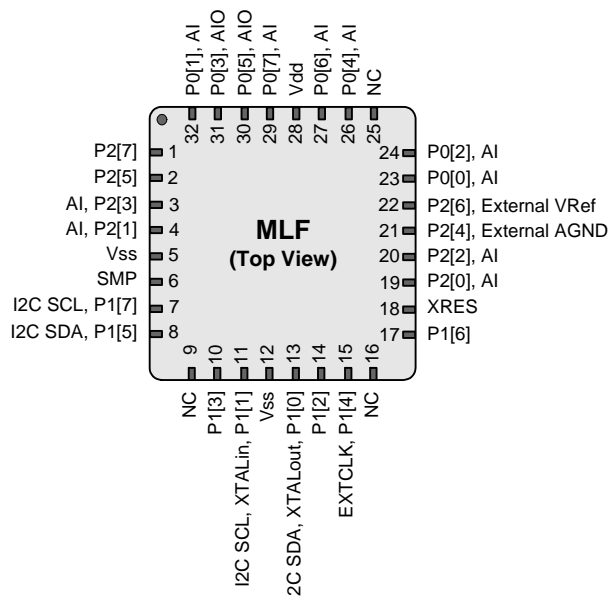 P0[1], AI
P0[3], AIO
P0[5], AIO
P0[7], AI
Vdd
P0[6], AI
P0[4], AI
NC
32
31
30
29
28
27
26
25
P2[7] 1
P2[5] 2
AI, P2[3] 3
AI, P2[1] 4
Vss 5
SMP 6
I2C SCL, P1[7] 7
I2C SDA, P1[5] 8
MLF
(Top View)
24 P0[2], AI
23 P0[0], AI
22 P2[6], External VRef
21 P2[4], External AGND
20 P2[2], AI
19 P2[0], AI
18 XRES
17 P1[6]
9
10
11
12
13
14
15
16
NC
P1[3]
I2C SCL, XTALin, P1[1]
Vss
2C SDA, XTALout, P1[0]
P1[2]
EXTCLK, P1[4]
NC